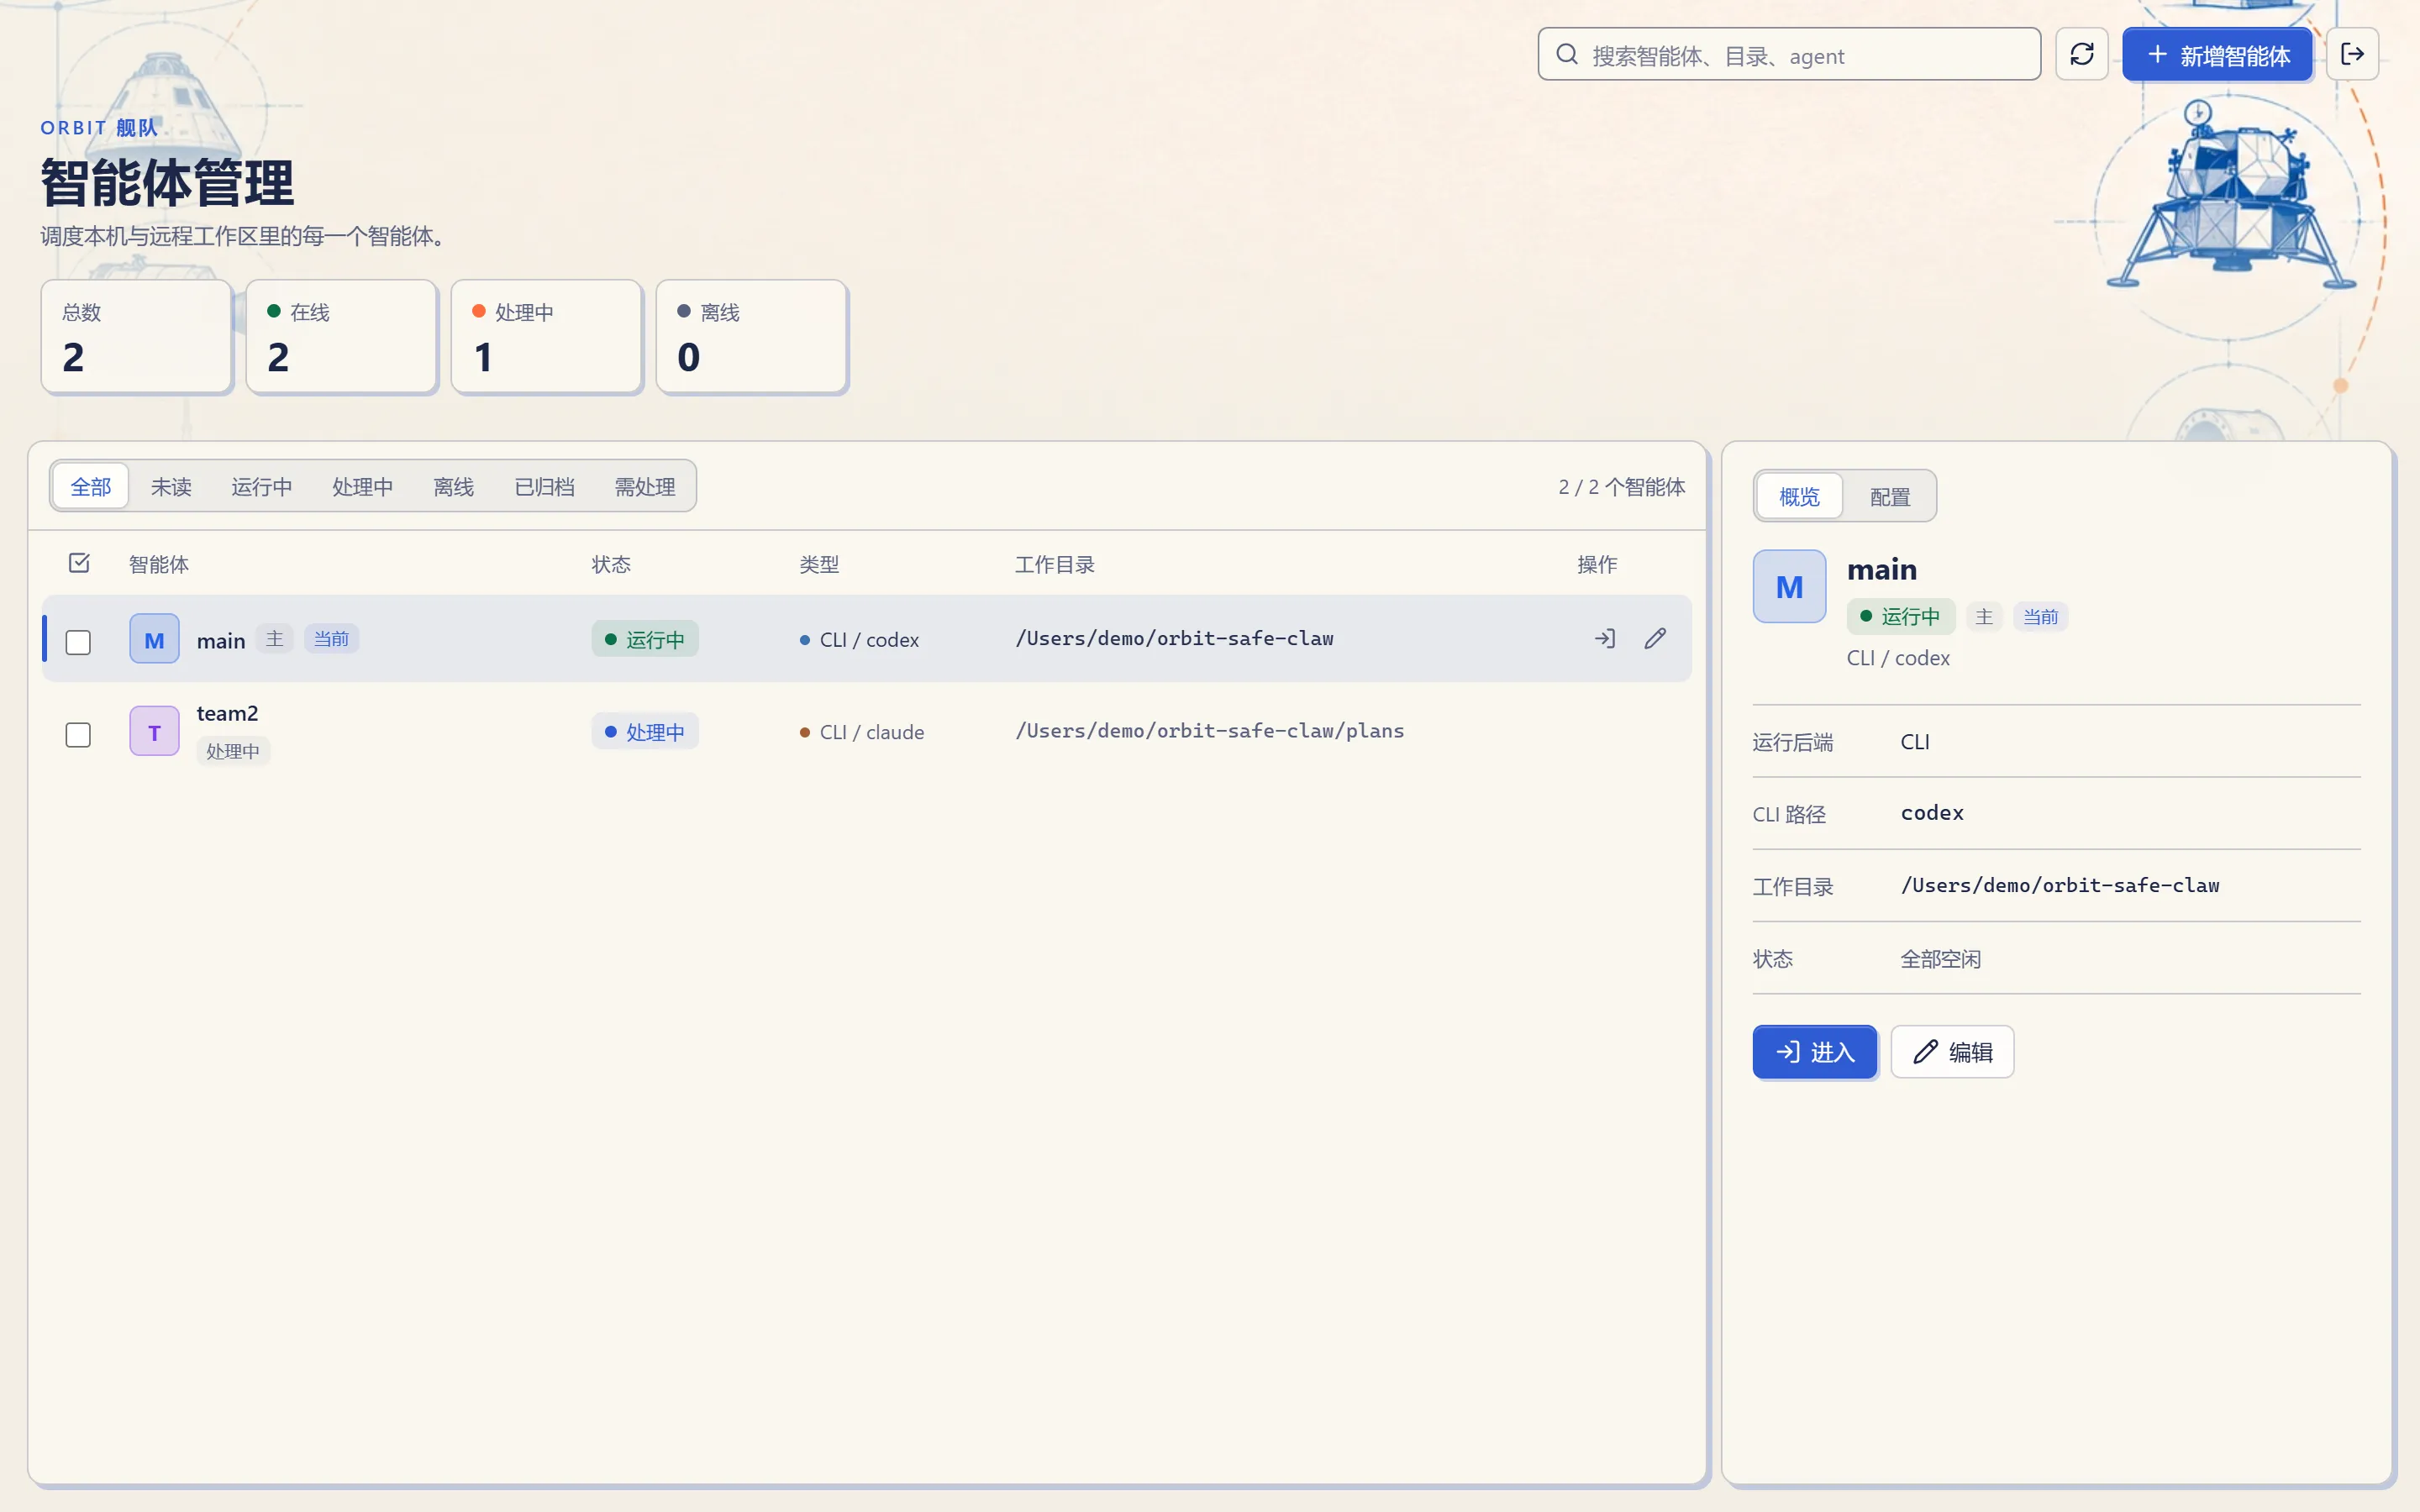 搜索智能体、目录、agent
新增智能体
ORBIT 舰队
智能体管理
调度本机与远程工作区里的每一个智能体。
总数
2
在线
2
处理中
1
离线
0
全部 未读 运行中 处理中 离线 已归档 需处理
2 / 2 个智能体
智能体 状态 类型 工作目录 操作
M main 主 当前 运行中 CLI / codex /Users/demo/orbit-safe-claw
T team2 处理中 处理中 CLI / claude /Users/demo/orbit-safe-claw/plans
概览 配置
M main
运行中 主 当前
CLI / codex
运行后端 CLI
CLI 路径 codex
工作目录 /Users/demo/orbit-safe-claw
状态 全部空闲
进入 编辑